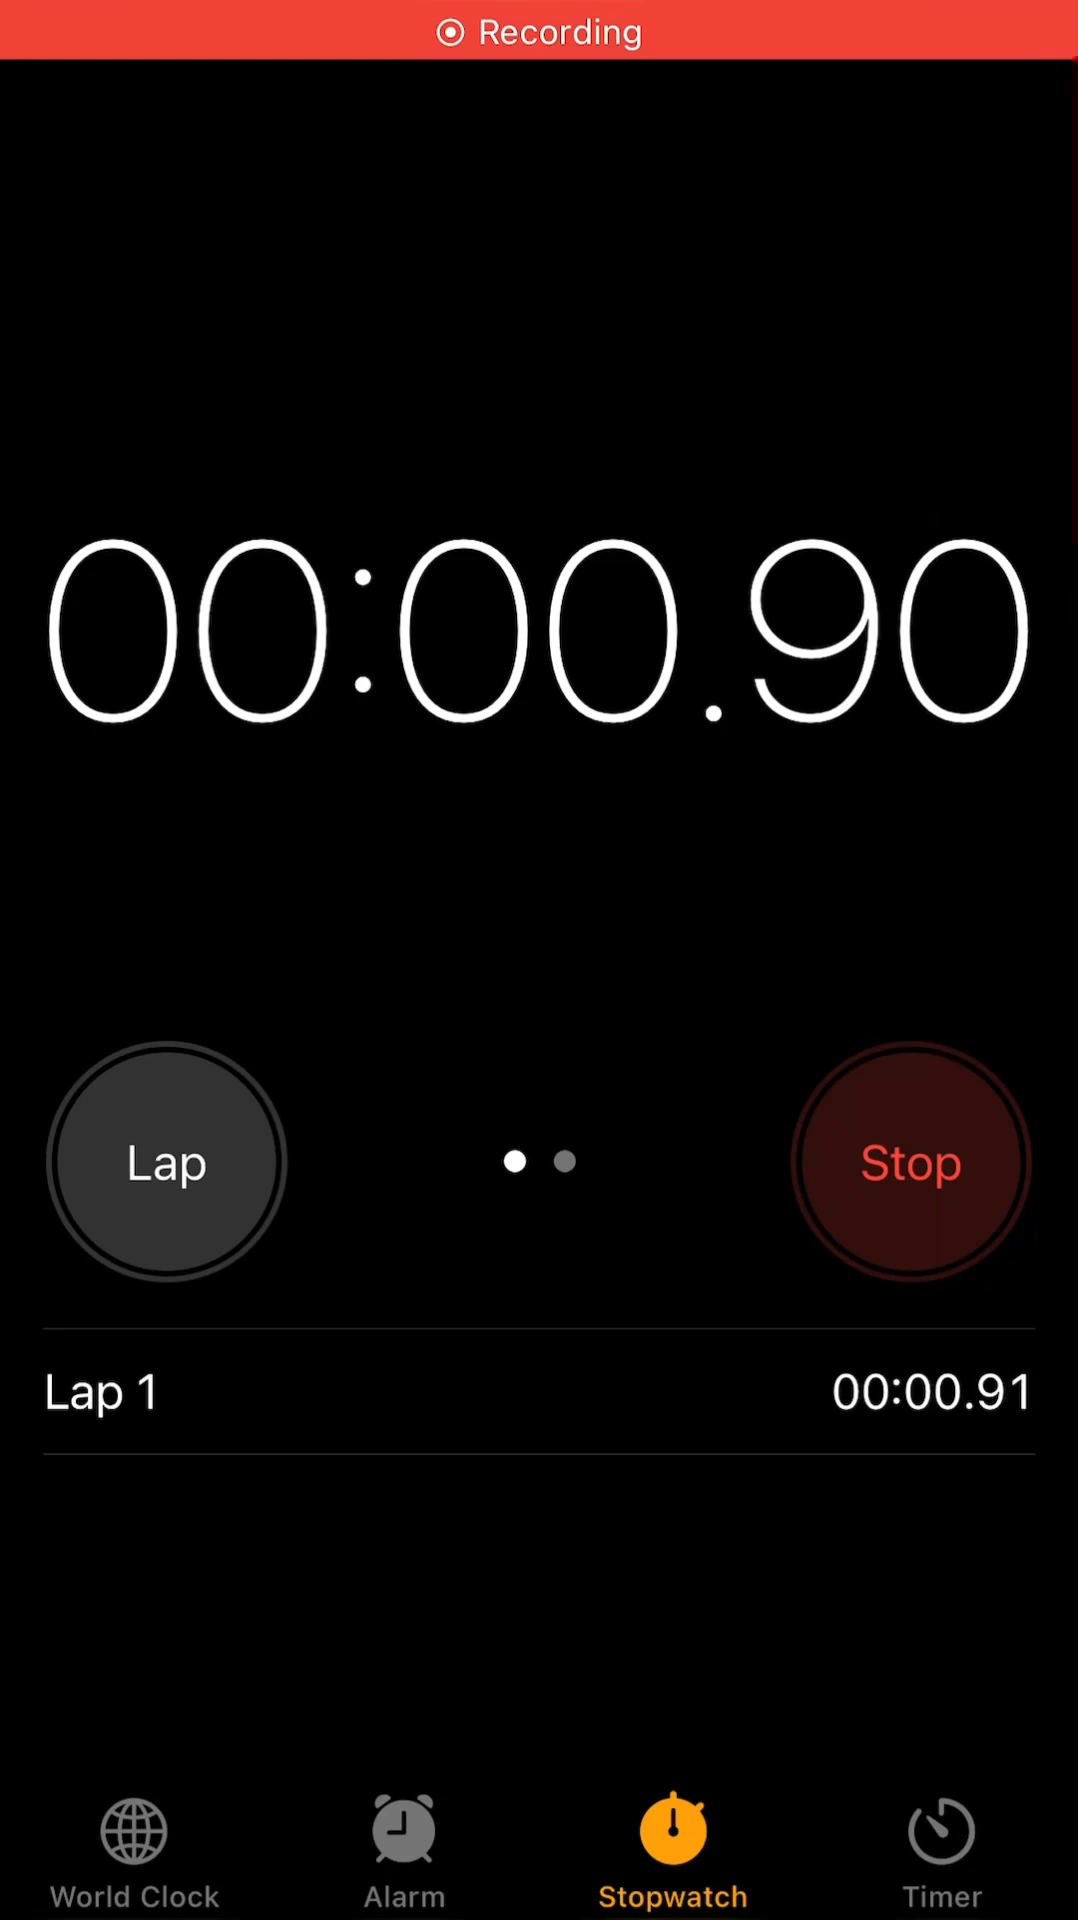 Recording
00:00.90
Lap
Stop
Lap 1 00:00.91
World Clock Alarm Stopwatch Timer